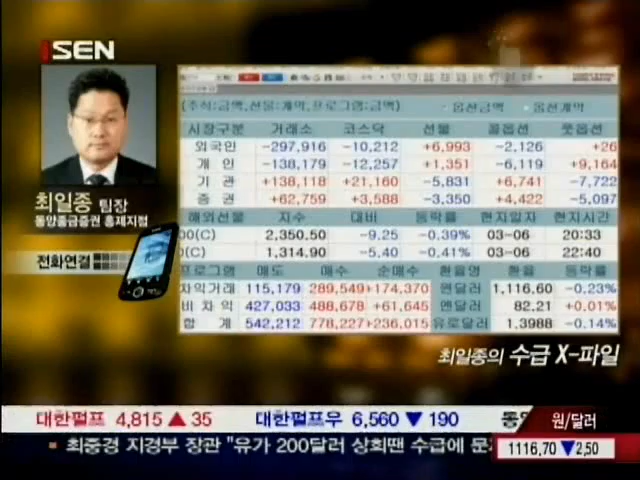 SEN
(주식:금액,선물:계약,프로그램:금액) 옵션금액 옵션계약
시장구분 거래소 코스닥 선물 콜옵션 풋옵션
외국인 -297,916 -10,212 +6,993 -2,126 +26
개 인 -138,179 -12,257 +1,351 -6,119 +9,164
기 관 +138,118 +21,160 -5,831 +6,741 -7,722
증 권 +62,759 +3,588 -3,350 +4,422 -5,097
해외선물 지수 대비 등락률 현지일자 현지시간
00(C) 2,350.50 -9.25 -0.39% 03-06 20:33
0(C) 1,314.90 -5.40 -0.41% 03-06 22:40
프로그램 매도 매수 순매수 환율명 환율 등락률
차익거래 115,179 289,549 +174,370 원달러 1,116.60 -0.23%
비 차 익 427,033 488,678 +61,645 엔달러 82.21 +0.01%
합 계 542,212 778,227 +236,015 유로달러 1.3988 -0.14%
최일종 팀장
동양종금증권 홍제지점
전화연결
최일종의 수급 X-파일
대한펄프 4,815 ▲ 35 대한펄프우 6,560 ▼ 190 동일
원/달러
1116.70 ▼ 2.50
최중경 지경부 장관 "유가 200달러 상회땐 수급에 문